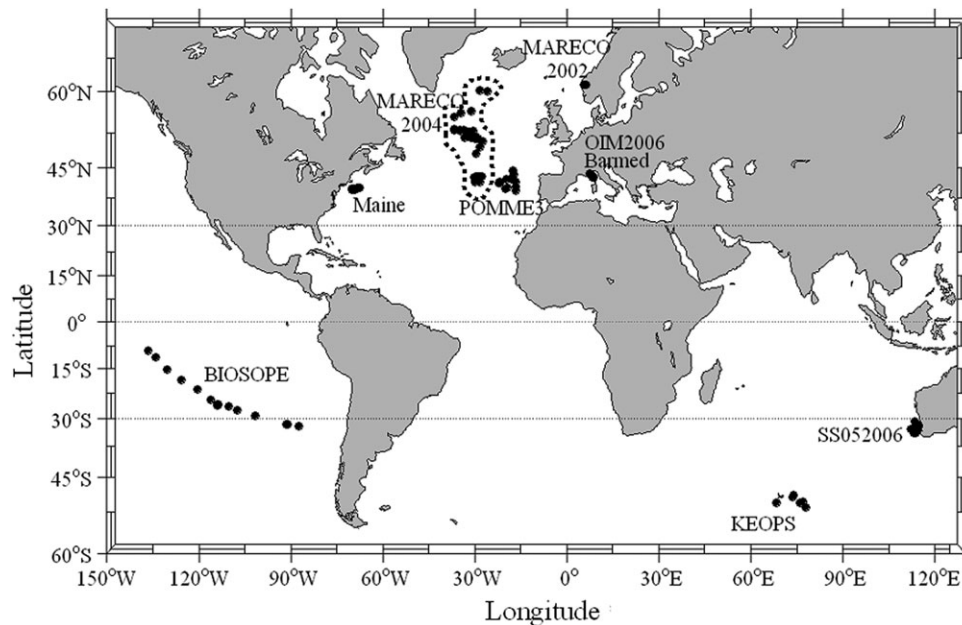 MARECO
2002
60°N
MARECO
2004
OIM2006
Barmed
45°N
Maine
POMME3
30°N
15°N
0°
Latitude
15°S
BIOSOPE
30°S
SS052006
45°S
KEOPS
60°S
150°W 120°W 90°W 60°W 30°W 0° 30°E 60°E 90°E 120°E
Longitude